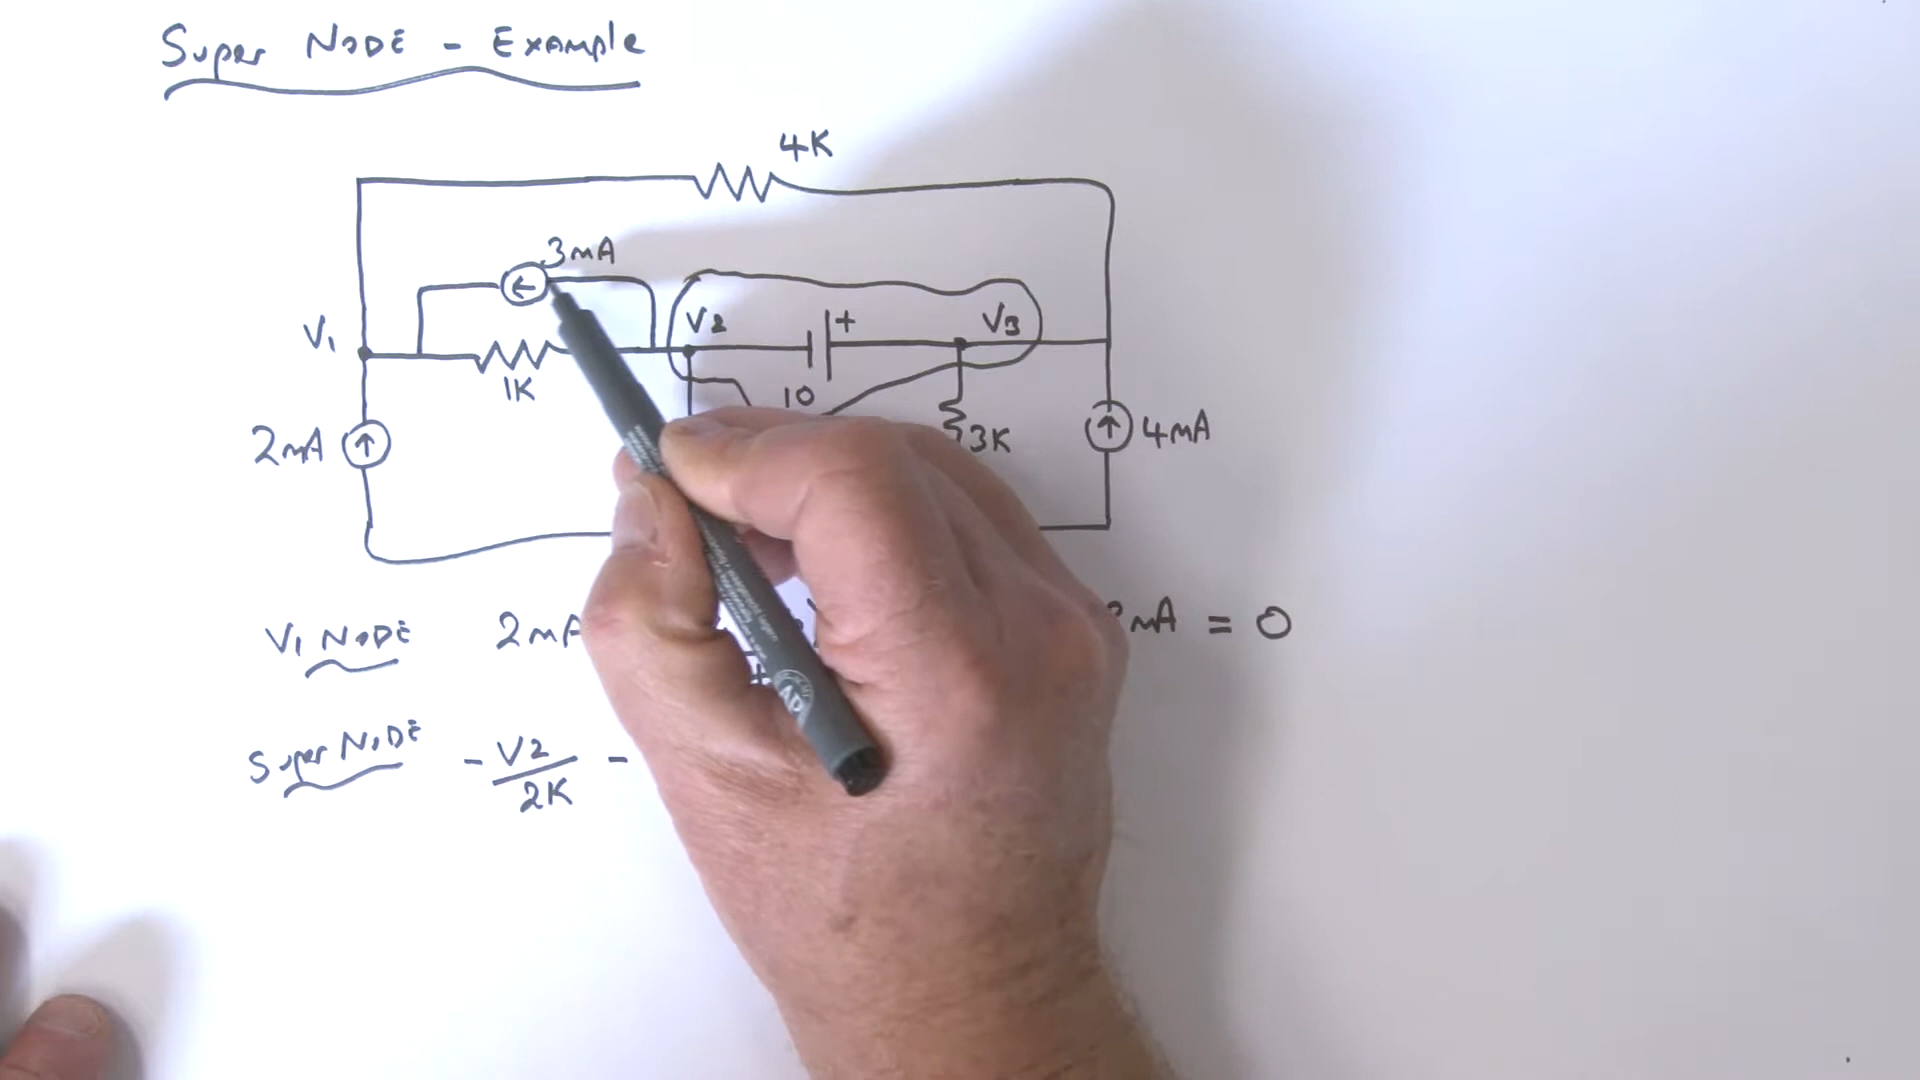 Super NODE - Example
4K
3mA
V1
V2
+
V3
1K
10
2mA
3K
4mA
V1 NODE 2mA mA = 0
Super NODE - V2 -
2K